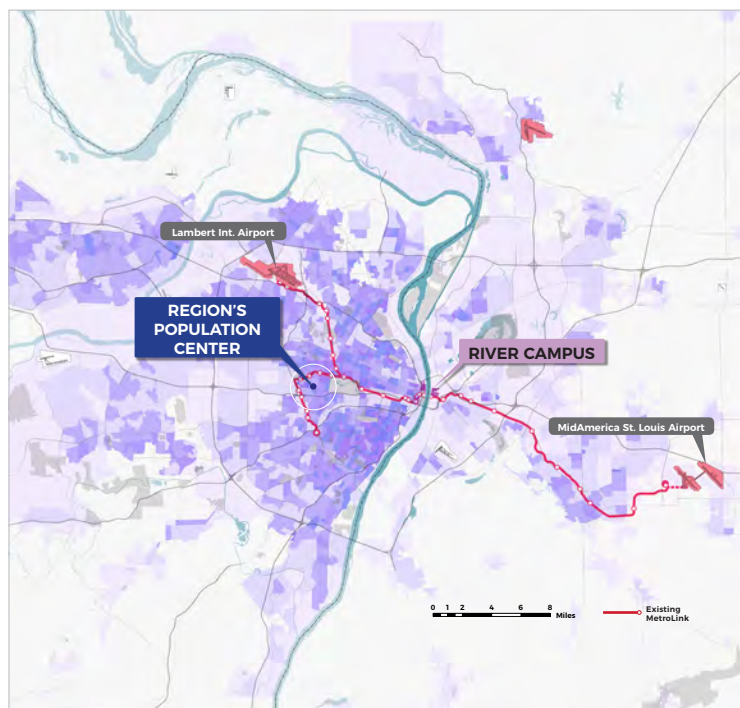 Lambert Int. Airport
REGION'S
POPULATION
CENTER
RIVER CAMPUS
MidAmerica St. Louis Airport
0 1 2 4 6 8
Miles
Existing
MetroLink